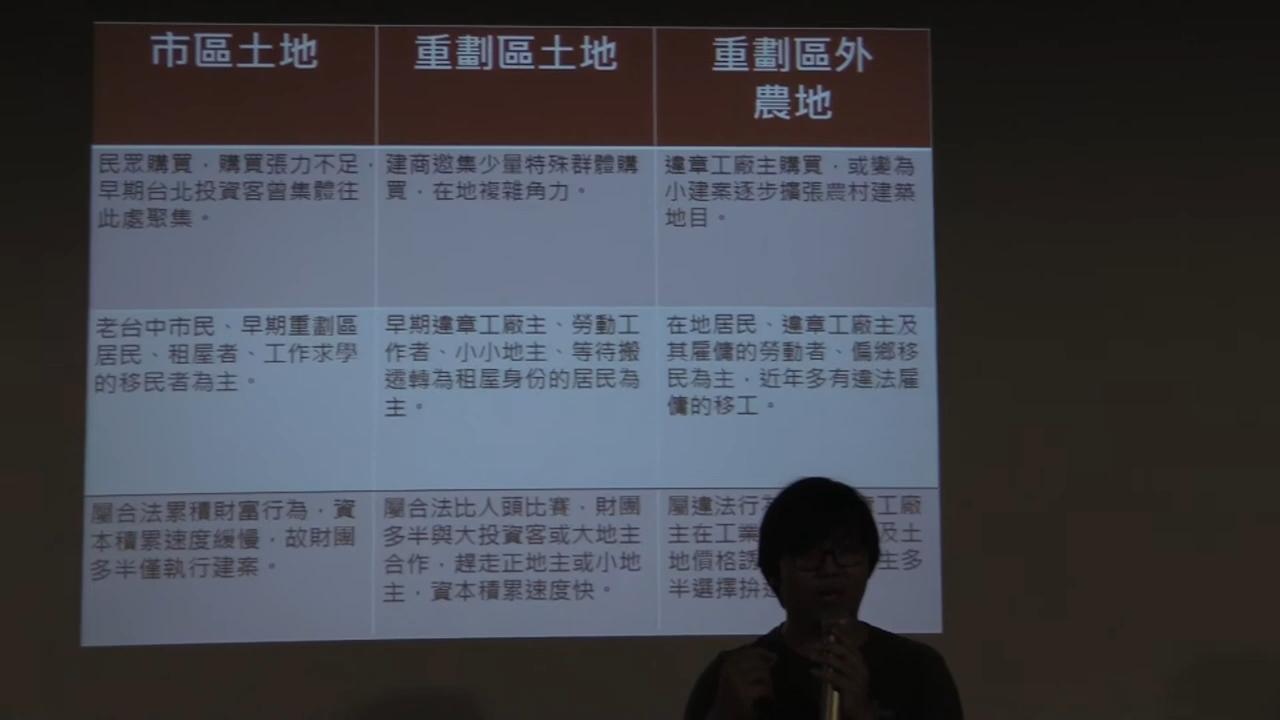 市區土地
重劃區土地
重劃區外
農地
民眾購買，購買張力不足，
早期台北投資客曾集體往
此處聚集。
建商邀集少量特殊群體購
買，在地複雜角力。
違章工廠主購買，或變為
小建案逐步擴張農村建築
地目。
老台中市民、早期重劃區
居民、租屋者、工作求學
的移民者為主。
早期違章工廠主、勞動工
作者、小小地主、等待搬
遷轉為租屋身份的居民為
主。
在地居民、違章工廠主及
其雇傭的勞動者、偏鄉移
民為主，近年多有違法雇
傭的移工。
屬合法累積財富行為，資
本積累速度緩慢，故財團
多半僅執行建案。
屬合法比人頭比賽，財團
多半與大投資客或大地主
合作，趕走正地主或小地
主，資本積累速度快。
屬違法行 工廠
主在工業 及土
地價格誘 生多
半選擇拚